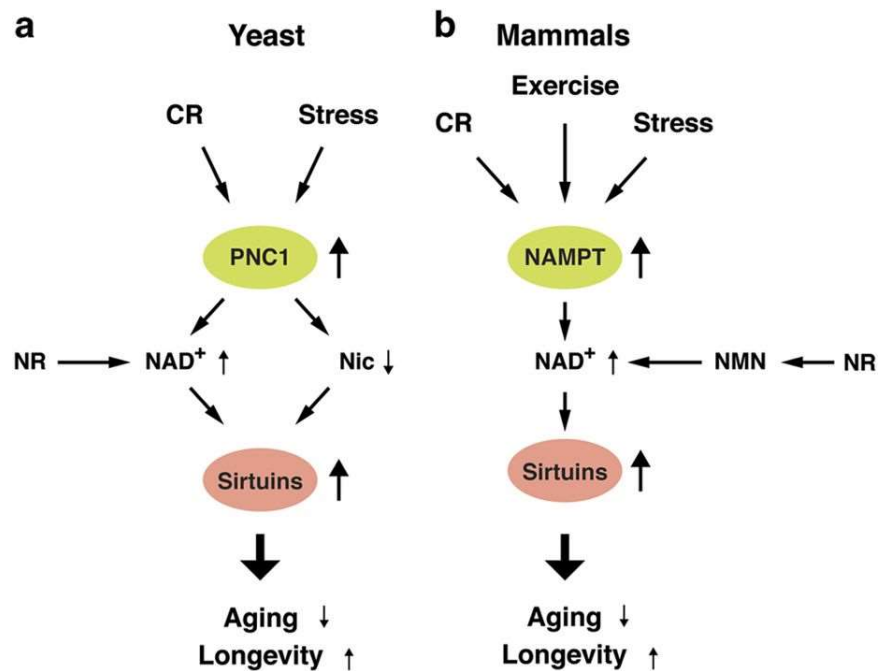 a
Yeast
CR
Stress
PNC1
NR
NAD+
Nic
Sirtuins
Aging
Longevity
b
Mammals
Exercise
CR
Stress
NAMPT
NAD+
NMN
NR
Sirtuins
Aging
Longevity